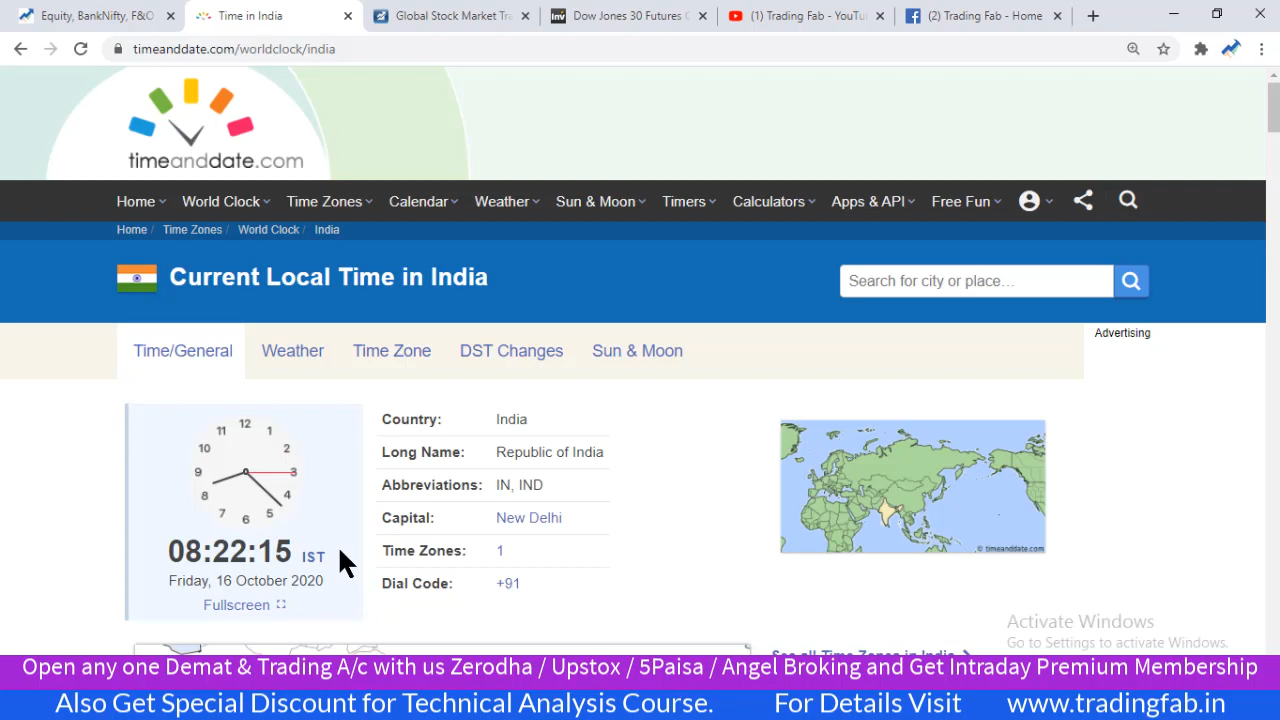 Equity, BankNifty, F&O
Time in India
Global Stock Market Tr
Dow Jones 30 Futures
(1) Trading Fab - YouTu
(2) Trading Fab - Home
timeanddate.com/worldclock/india
timeanddate.com
Home World Clock Time Zones Calendar Weather Sun & Moon Timers Calculators Apps & API Free Fun
Home / Time Zones / World Clock / India
Current Local Time in India
Search for city or place...
Time/General Weather Time Zone DST Changes Sun & Moon
Advertising
12 1 2 3 4 5 6 7 8 9 10 11
08:22:15 IST
Friday, 16 October 2020
Fullscreen
Country: India
Long Name: Republic of India
Abbreviations: IN, IND
Capital: New Delhi
Time Zones: 1
Dial Code: +91
© timeanddate.com
Activate Windows
Go to Settings to activate Windows.
See all Time Zones in India
Open any one Demat & Trading A/c with us Zerodha / Upstox / 5Paisa / Angel Broking and Get Intraday Premium Membership
Also Get Special Discount for Technical Analysis Course. For Details Visit www.tradingfab.in